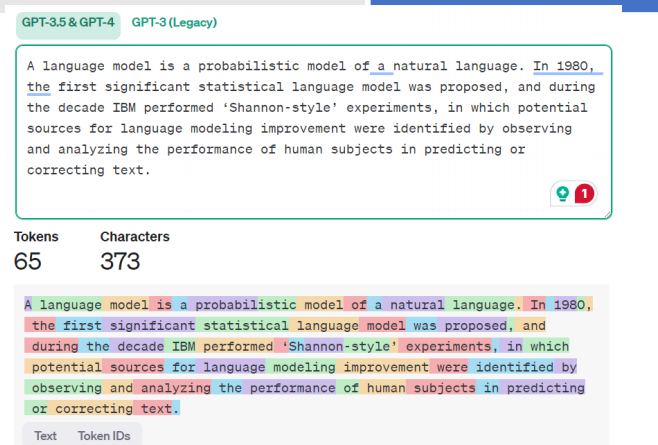 GPT-3.5 & GPT-4 GPT-3 (Legacy)
A language model is a probabilistic model of a natural language. In 1980,
the first significant statistical language model was proposed, and during
the decade IBM performed ‘Shannon-style’ experiments, in which potential
sources for language modeling improvement were identified by observing
and analyzing the performance of human subjects in predicting or
correcting text.
1
Tokens Characters
65 373
A language model is a probabilistic model of a natural language. In 1980,
the first significant statistical language model was proposed, and
during the decade IBM performed ‘Shannon-style’ experiments, in which
potential sources for language modeling improvement were identified by
observing and analyzing the performance of human subjects in predicting
or correcting text.
Text Token IDs